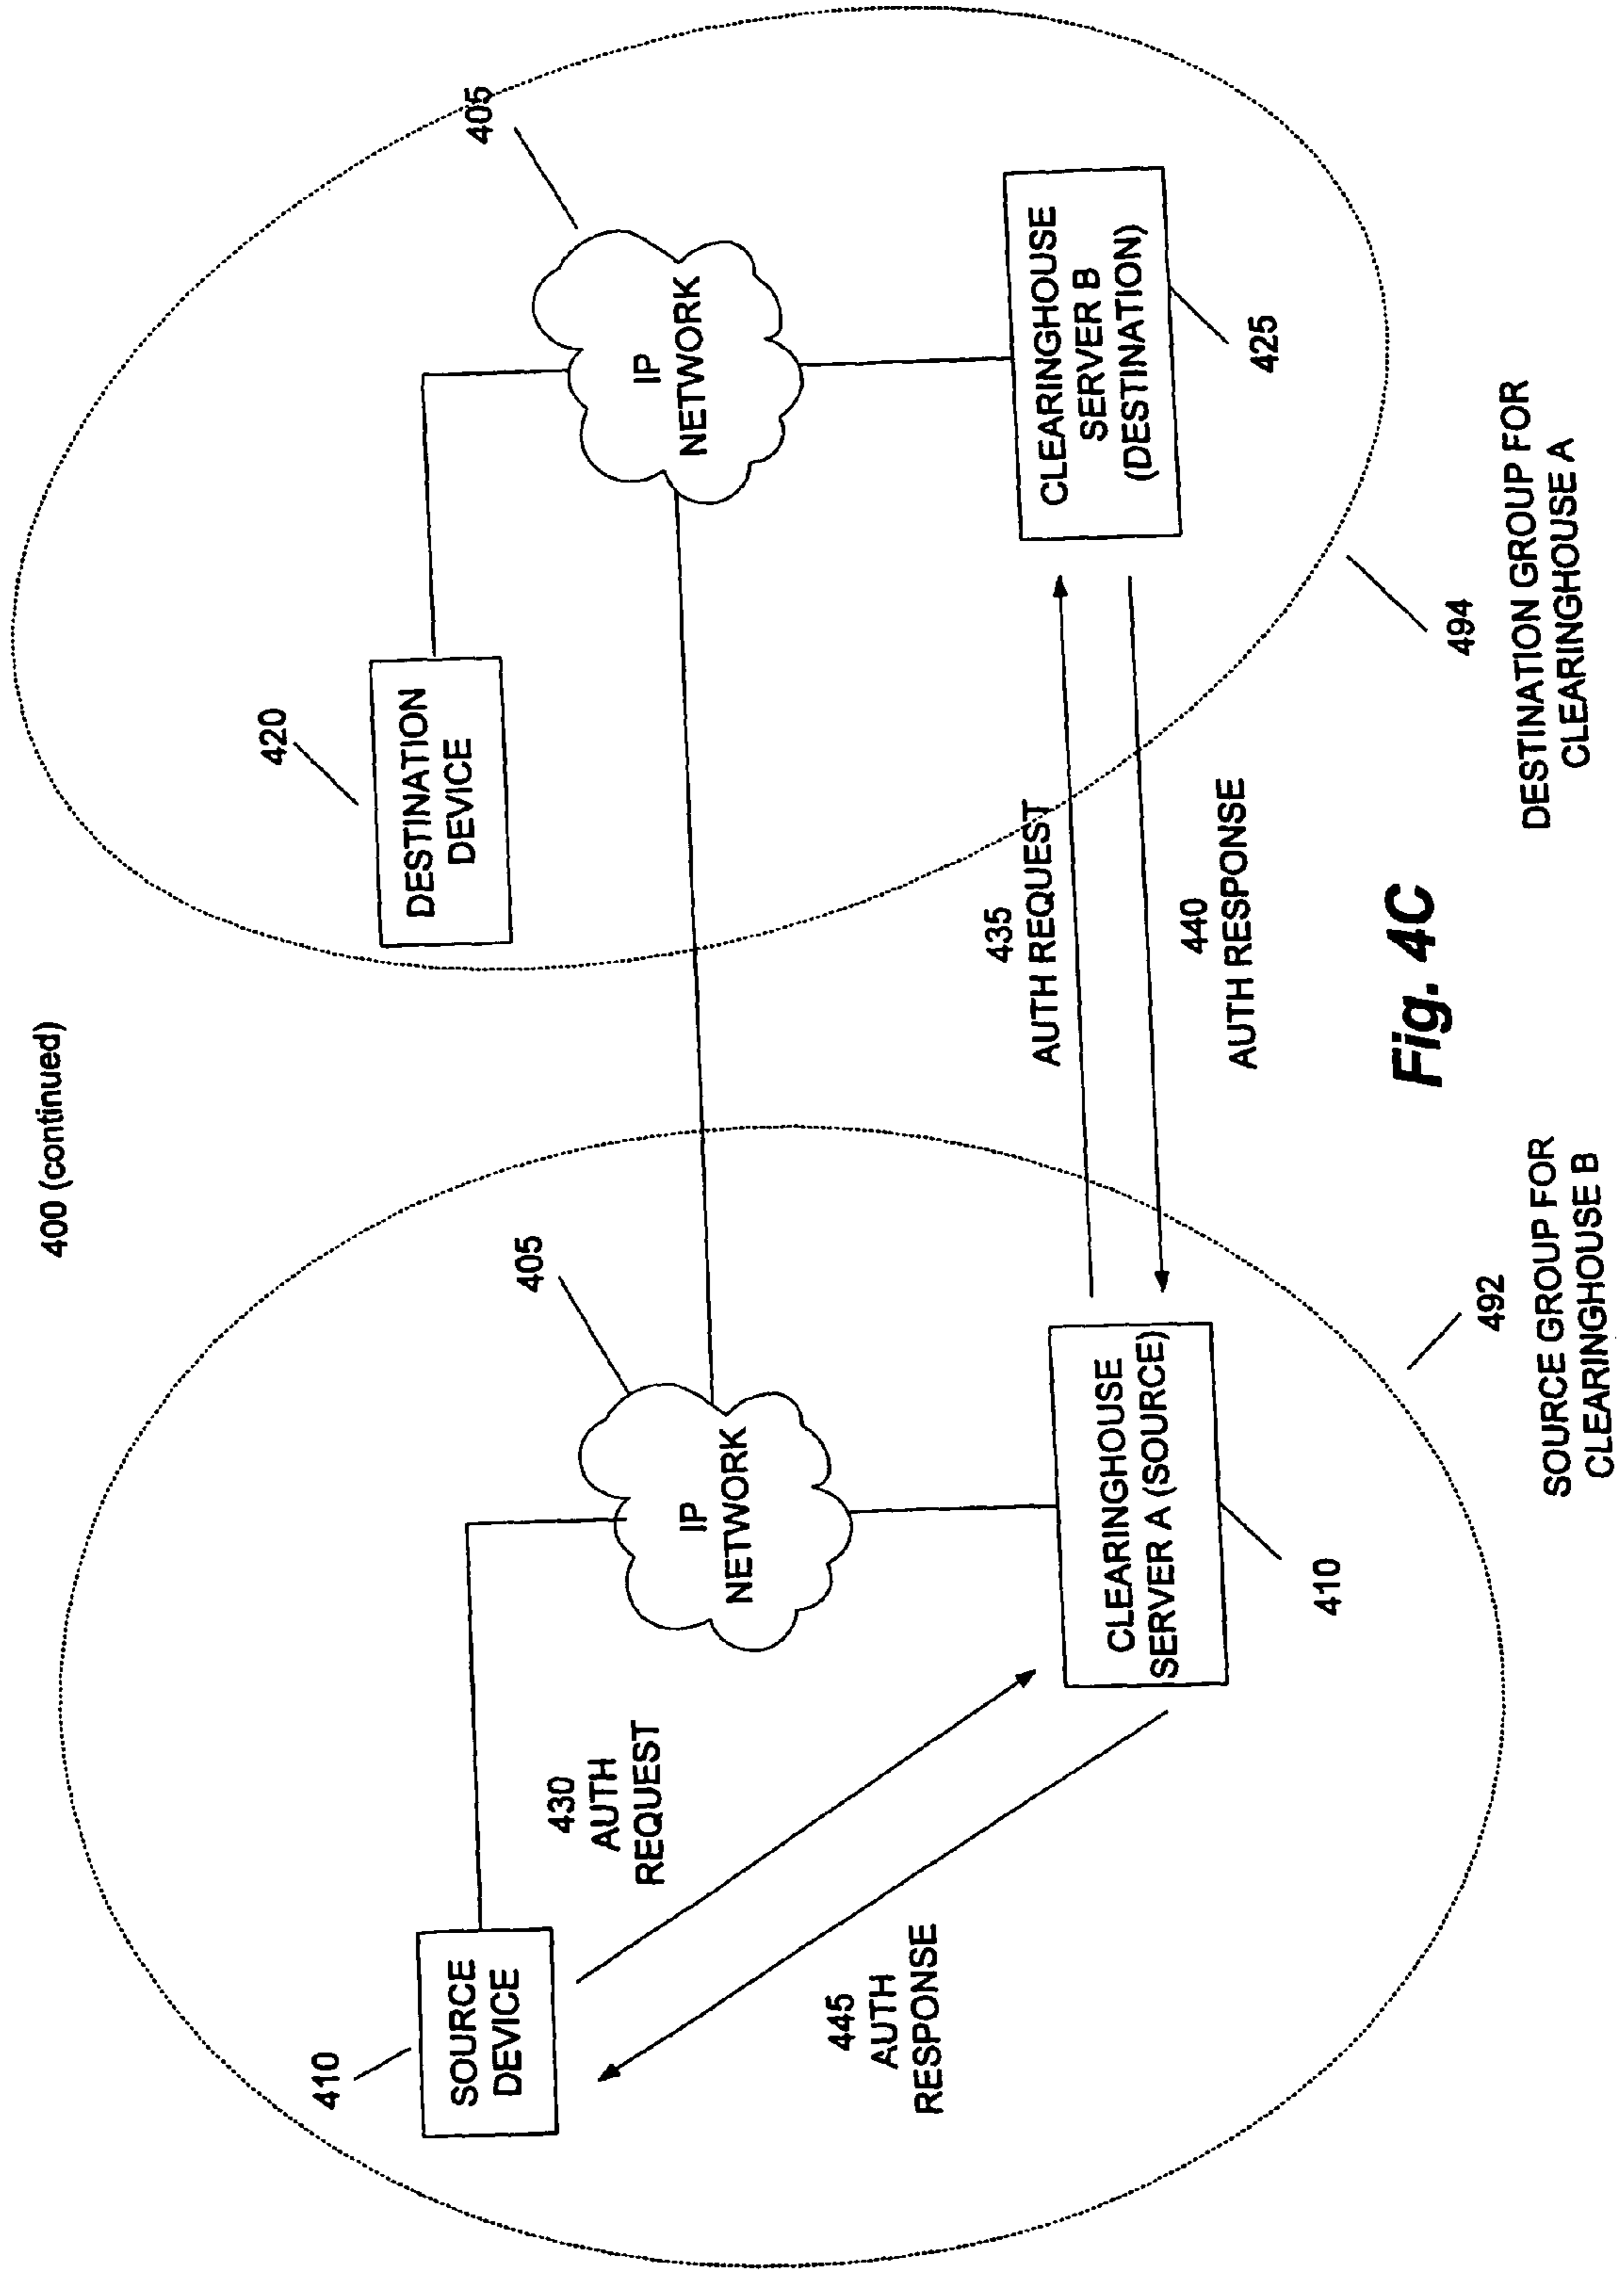 400 (continued)
410
SOURCE
DEVICE
430
AUTH
REQUEST
445
AUTH
RESPONSE
405
IP
NETWORK
CLEARINGHOUSE
SERVER A (SOURCE)
410
492
SOURCE GROUP FOR
CLEARINGHOUSE B
435
AUTH REQUEST
440
AUTH RESPONSE
420
DESTINATION
DEVICE
405
IP
NETWORK
CLEARINGHOUSE
SERVER B
(DESTINATION)
425
494
DESTINATION GROUP FOR
CLEARINGHOUSE A
Fig. 4C